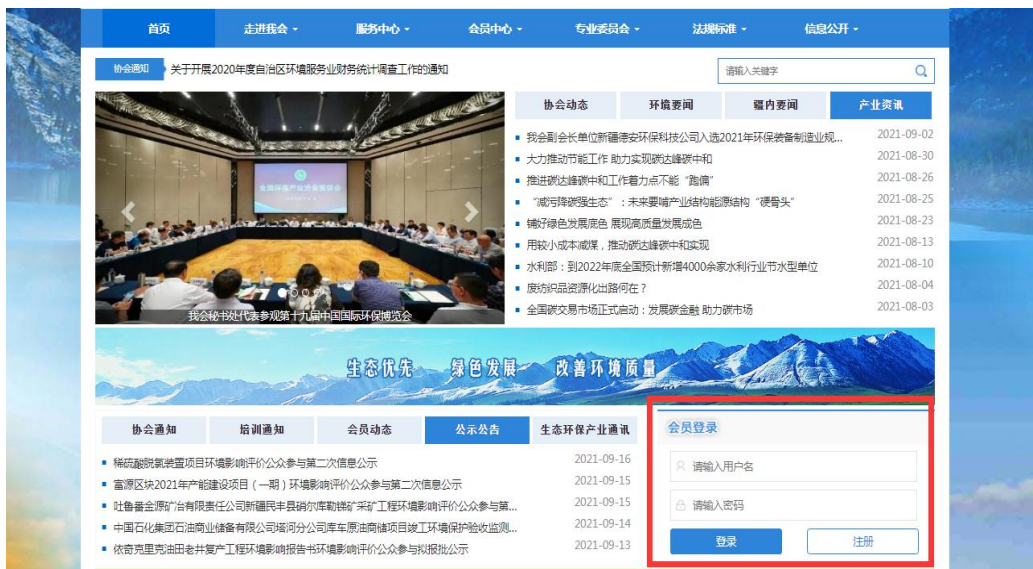 首页 走进我会 服务中心 会员中心 专业委员会 法规标准 信息公开
协会通知 关于开展2020年度自治区环境服务业财务统计调查工作的通知 请输入关键字
协会动态 环境要闻 疆内要闻 产业资讯
我会副会长单位新疆德安环保科技公司入选2021年环保装备制造业规... 2021-09-02
大力推动节能工作 助力实现碳达峰碳中和 2021-08-30
推进碳达峰碳中和工作着力点不能“跑偏” 2021-08-26
“减污降碳强生态”：未来要啃产业结构能源结构“硬骨头” 2021-08-25
铺好绿色发展底色 展现高质量发展成色 2021-08-23
用较小成本减煤，推动碳达峰碳中和实现 2021-08-13
水利部：到2022年底全国预计新增4000余家水利行业节水型单位 2021-08-10
废纺织品资源化出路何在？ 2021-08-04
全国碳交易市场正式启动：发展碳金融 助力碳市场 2021-08-03
我会秘书处代表参观第十九届中国国际环保博览会
生态优先 绿色发展 改善环境质量
协会通知 培训通知 会员动态 公示公告 生态环保产业通讯
稀硫酸脱氯装置项目环境影响评价公众参与第二次信息公示 2021-09-16
富源区块2021年产能建设项目（一期）环境影响评价公众参与第二次信息公示 2021-09-15
吐鲁番金源矿冶有限责任公司新疆民丰县硝尔库勒锑矿采矿工程环境影响评价公众参与第... 2021-09-15
中国石化集团石油商业储备有限公司塔河分公司库车原油商储项目竣工环境保护验收监测... 2021-09-14
依奇克里克油田老井复产工程环境影响报告书环境影响评价公众参与拟报批公示 2021-09-13
会员登录
请输入用户名
请输入密码
登录 注册